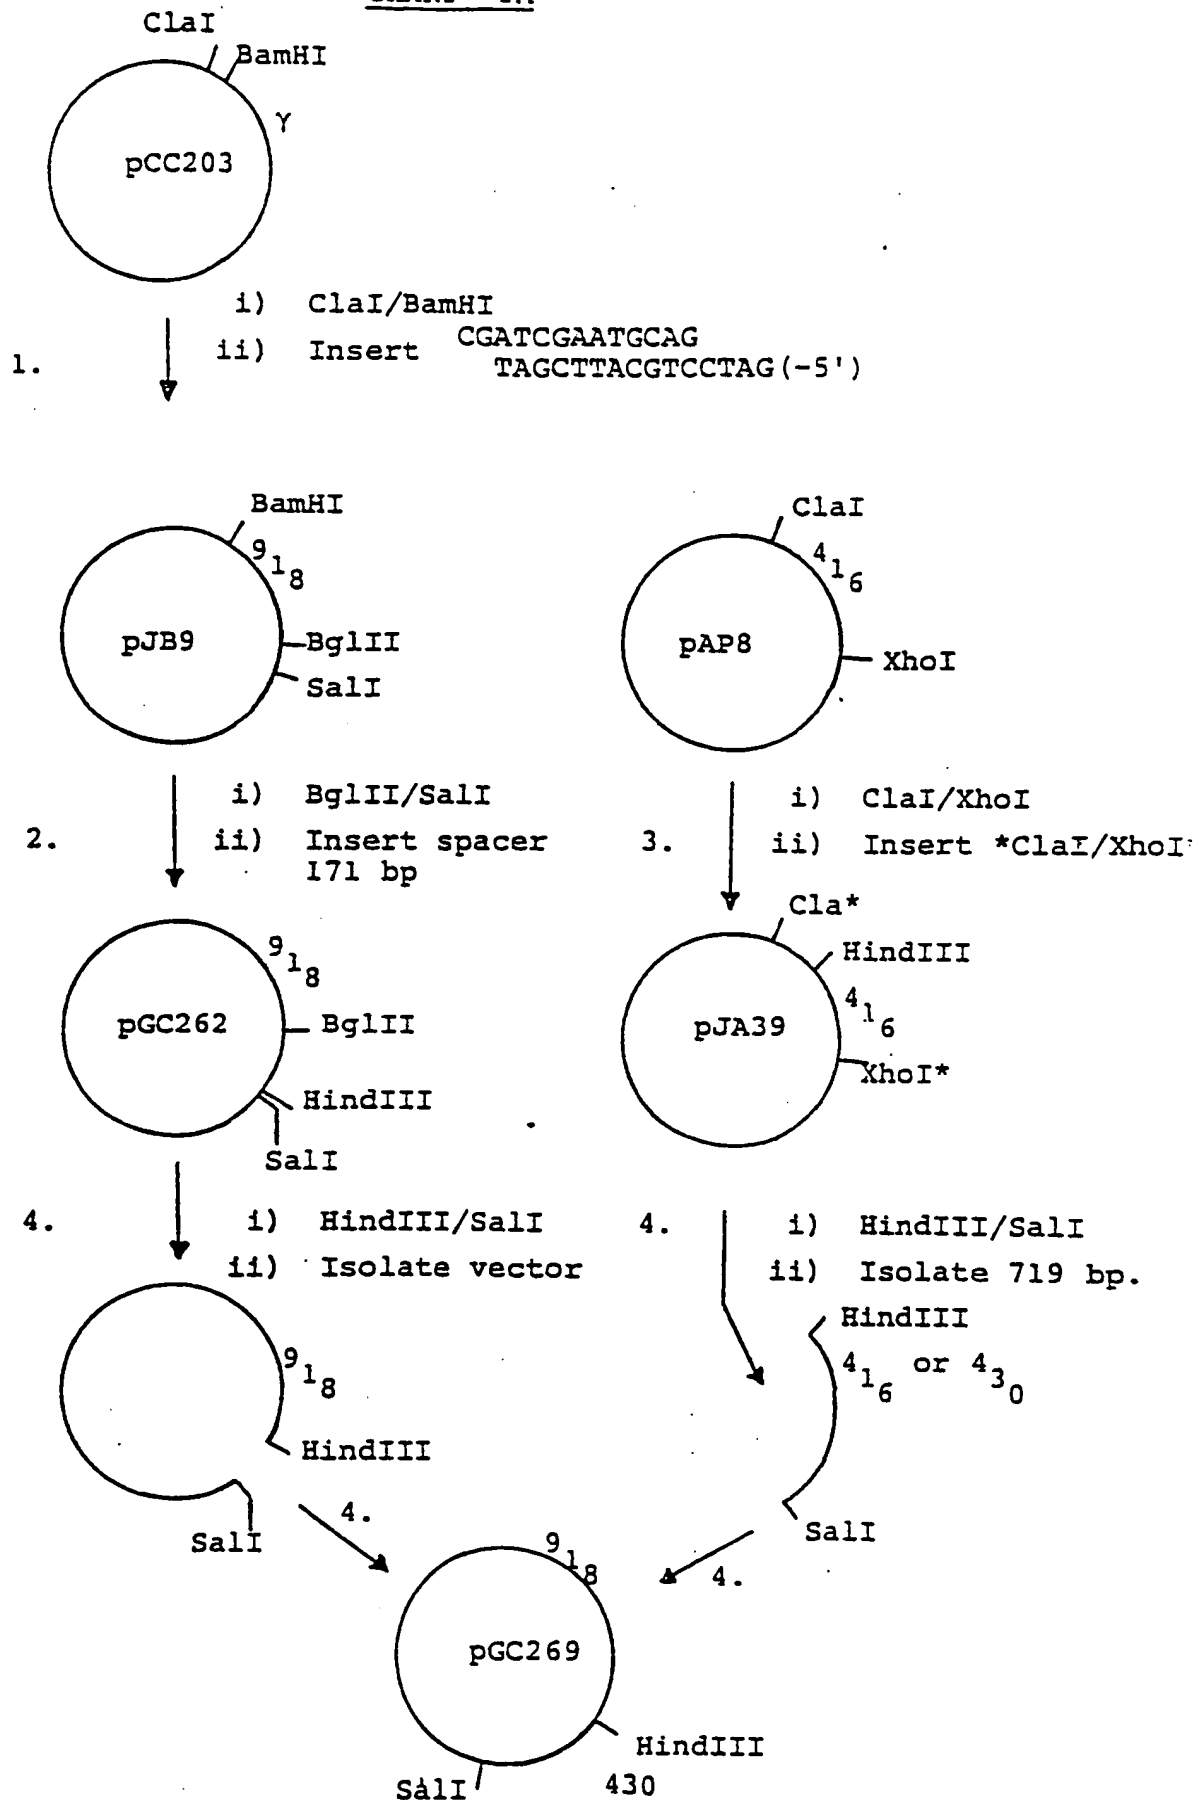 ClaI
BamHI
γ
pCC203
i) ClaI/BamHI
ii) Insert CGATCGAATGCAG
TAGCTTACGTCCTAG(-5')
1.
BamHI
918
pJB9
BglII
SalI
ClaI
416
pAP8
XhoI
2.
i) BglII/SalI
ii) Insert spacer
171 bp
3.
i) ClaI/XhoI
ii) Insert *ClaI/XhoI*
918
pGC262
BglII
HindIII
SalI
Cla*
HindIII
416
pJA39
XhoI*
4.
i) HindIII/SalI
ii) Isolate vector
4.
i) HindIII/SalI
ii) Isolate 719 bp.
918
HindIII
SalI
HindIII
416 or 430
SalI
4.
4.
918
pGC269
HindIII
430
SalI